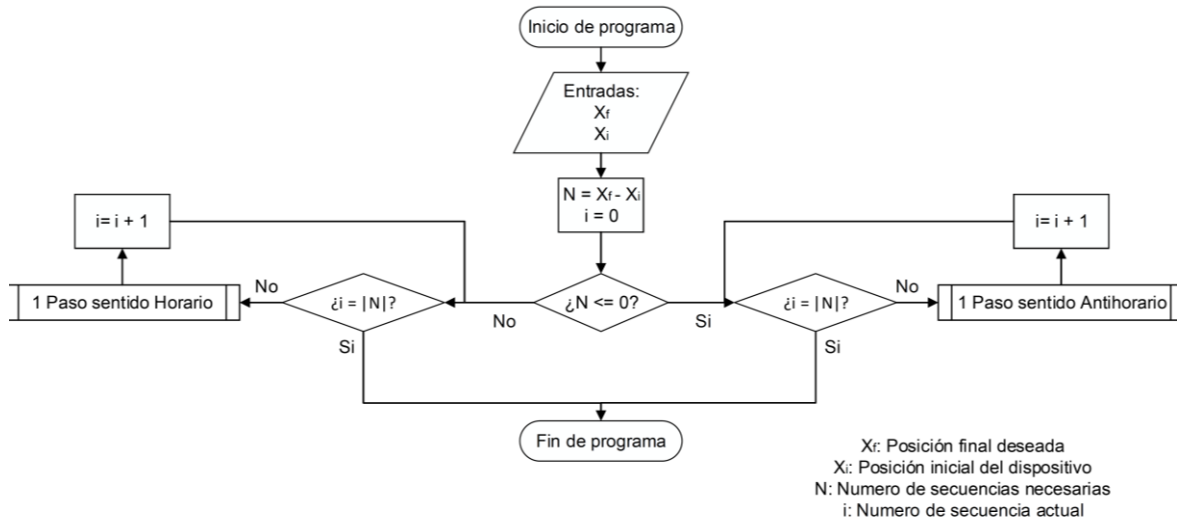 Inicio de programa
Entradas:
Xf
Xi
N = Xf - Xi
i = 0
i= i + 1
i= i + 1
1 Paso sentido Horario
No
¿i = |N|?
No
¿N <= 0?
Si
¿i = |N|?
No
1 Paso sentido Antihorario
Si
Si
Fin de programa
Xf: Posición final deseada
Xi: Posición inicial del dispositivo
N: Numero de secuencias necesarias
i: Numero de secuencia actual